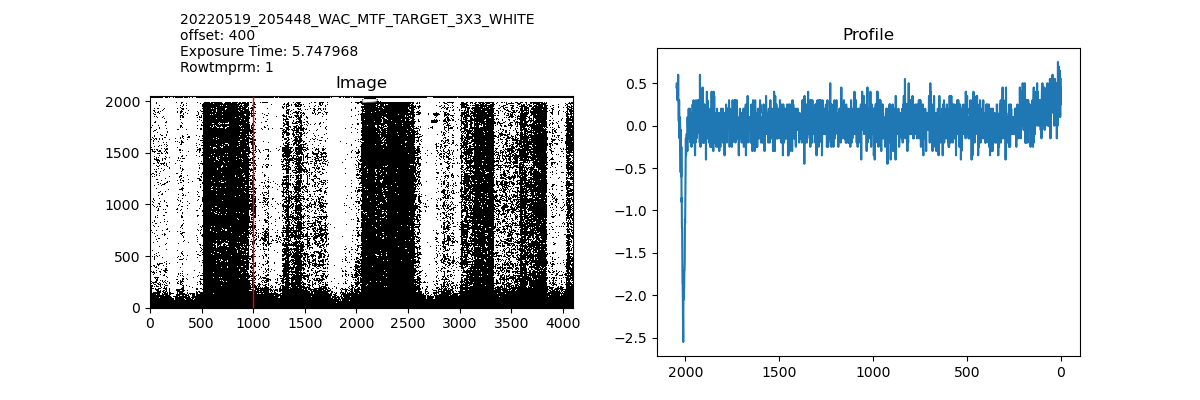 20220519_205448_WAC_MTF_TARGET_3X3_WHITE
offset: 400
Exposure Time: 5.747968
Rowtmprm: 1
Image
2000
1500
1000
500
0
0 500 1000 1500 2000 2500 3000 3500 4000
Profile
0.5
0.0
−0.5
−1.0
−1.5
−2.0
−2.5
2000 1500 1000 500 0